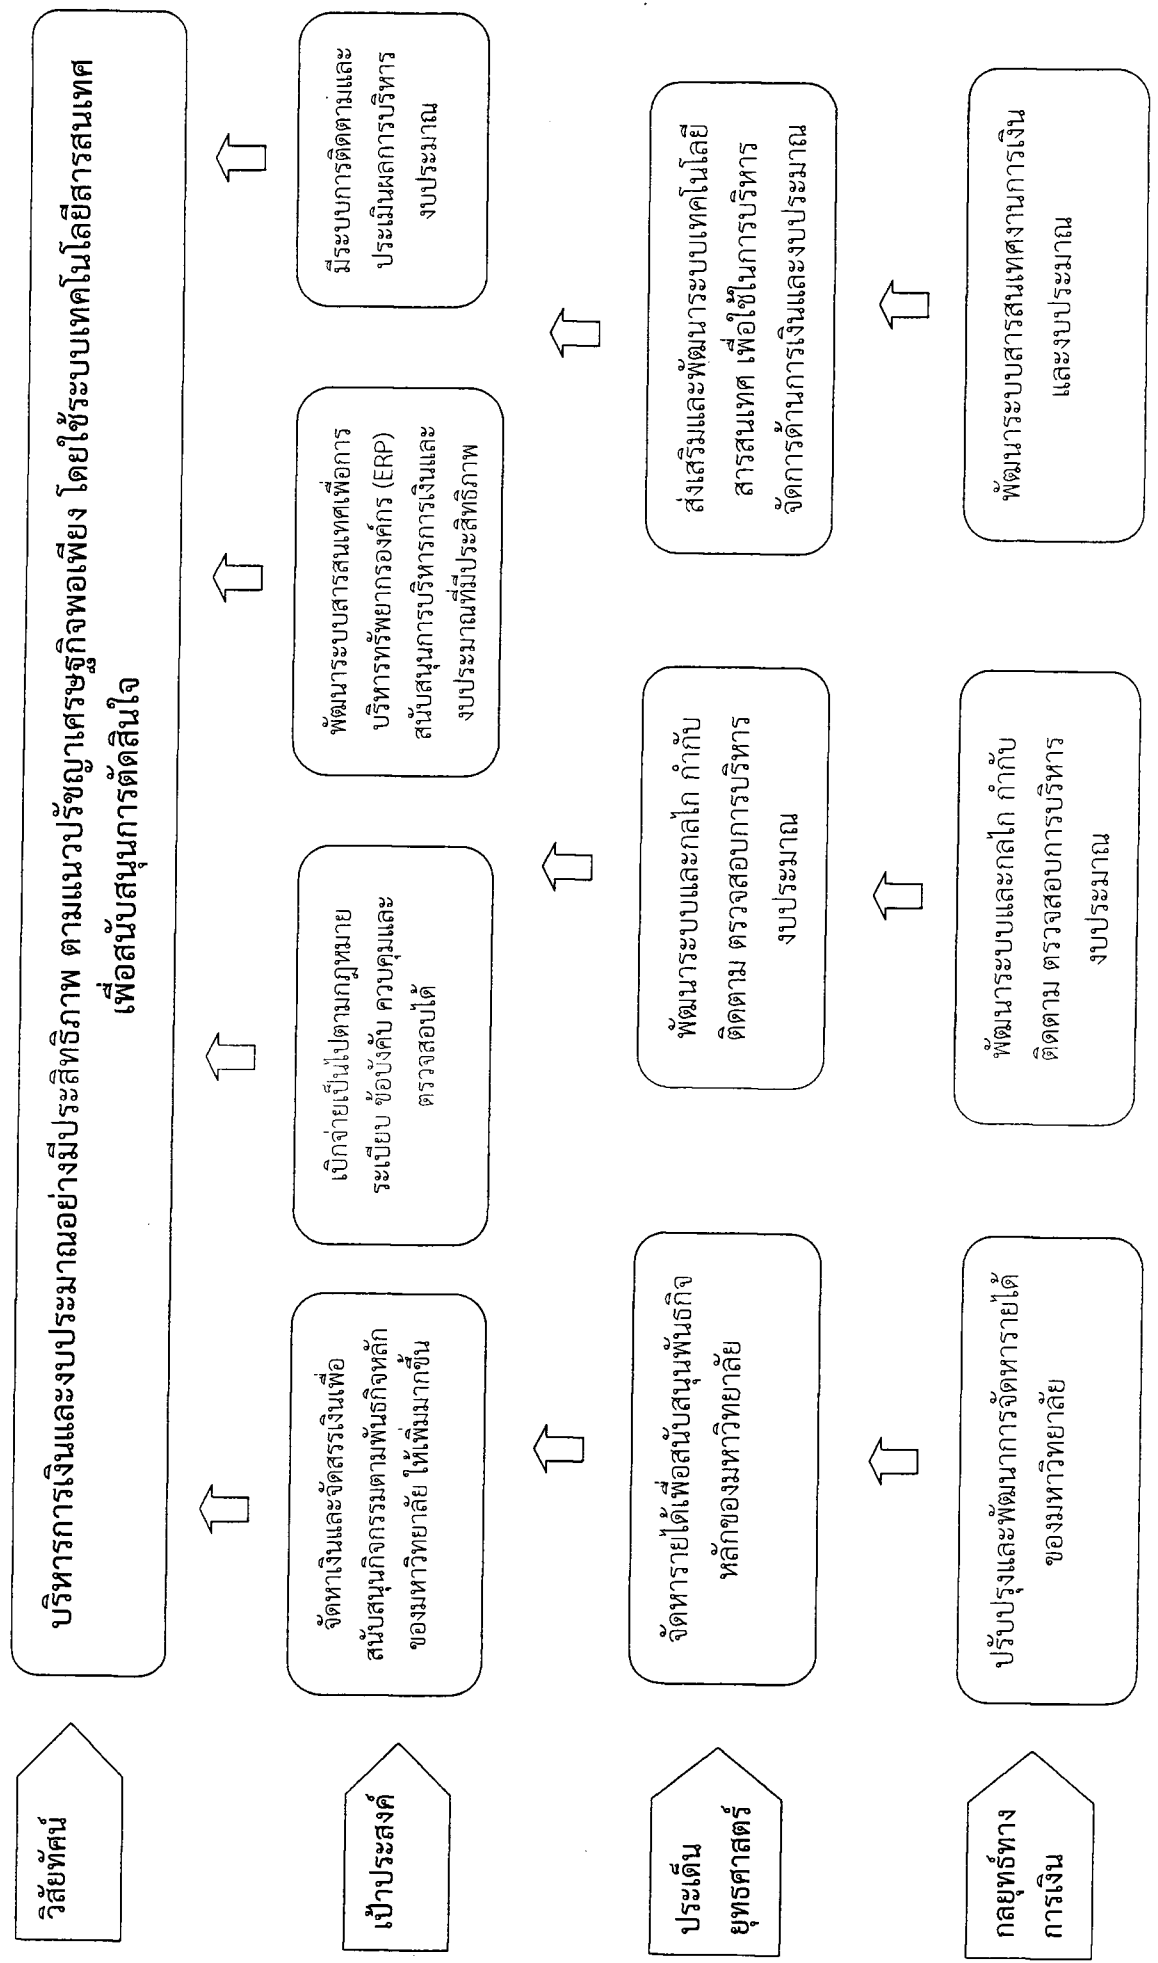 วิสัยทัศน์
บริหารการเงินและงบประมาณอย่างมีประสิทธิภาพ ตามแนวปรัชญาเศรษฐกิจพอเพียง โดยใช้ระบบเทคโนโลยีสารสนเทศ
เพื่อสนับสนุนการตัดสินใจ
เป้าประสงค์
จัดหาเงินและจัดสรรเงินเพื่อ
สนับสนุนกิจกรรมตามพันธกิจหลัก
ของมหาวิทยาลัย ให้เพิ่มมากขึ้น
เบิกจ่ายเป็นไปตามกฎหมาย
ระเบียบ ข้อบังคับ ควบคุมและ
ตรวจสอบได้
พัฒนาระบบสารสนเทศเพื่อการ
บริหารทรัพยากรองค์กร (ERP)
สนับสนุนการบริหารการเงินและ
งบประมาณที่มีประสิทธิภาพ
มีระบบการติดตามและ
ประเมินผลการบริหาร
งบประมาณ
ประเด็น
ยุทธศาสตร์
จัดหารายได้เพื่อสนับสนุนพันธกิจ
หลักของมหาวิทยาลัย
พัฒนาระบบและกลไก กำกับ
ติดตาม ตรวจสอบการบริหาร
งบประมาณ
ส่งเสริมและพัฒนาระบบเทคโนโลยี
สารสนเทศ เพื่อใช้ในการบริหาร
จัดการด้านการเงินและงบประมาณ
กลยุทธ์ทาง
การเงิน
ปรับปรุงและพัฒนาการจัดหารายได้
ของมหาวิทยาลัย
พัฒนาระบบและกลไก กำกับ
ติดตาม ตรวจสอบการบริหาร
งบประมาณ
พัฒนาระบบสารสนเทศงานการเงิน
และงบประมาณ